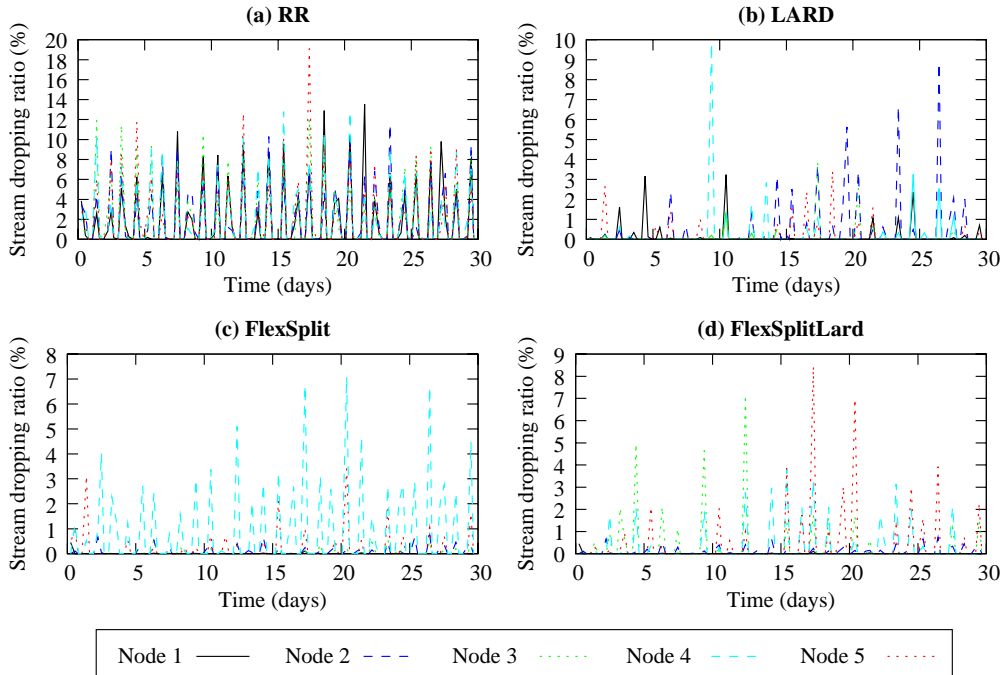 (a) RR
Stream dropping ratio (%)
20
18
16
14
12
10
8
6
4
2
0
0 5 10 15 20 25 30
Time (days)
(b) LARD
Stream dropping ratio (%)
10
9
8
7
6
5
4
3
2
1
0
0 5 10 15 20 25 30
Time (days)
(c) FlexSplit
Stream dropping ratio (%)
8
7
6
5
4
3
2
1
0
0 5 10 15 20 25 30
Time (days)
(d) FlexSplitLard
Stream dropping ratio (%)
9
8
7
6
5
4
3
2
1
0
0 5 10 15 20 25 30
Time (days)
Node 1 Node 2 Node 3 Node 4 Node 5